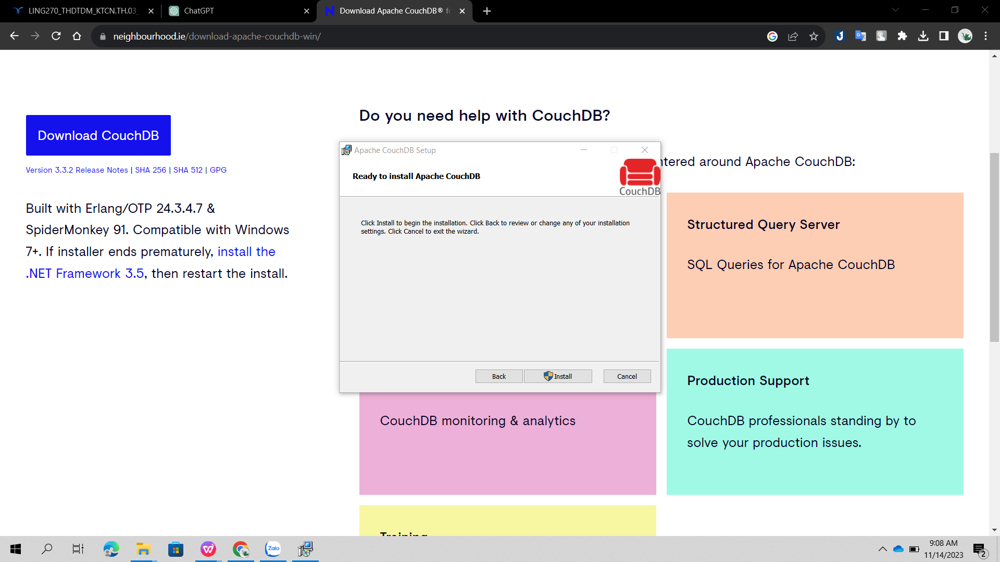 LING270_THDTDM_KTCN.TH.03_
ChatGPT
Download Apache CouchDB® fo
neighbourhood.ie/download-apache-couchdb-win/
Download CouchDB
Version 3.3.2 Release Notes | SHA 256 | SHA 512 | GPG
Built with Erlang/OTP 24.3.4.7 &
SpiderMonkey 91. Compatible with Windows
7+. If installer ends prematurely, install the
.NET Framework 3.5, then restart the install.
Do you need help with CouchDB?
ntered around Apache CouchDB:
Apache CouchDB Setup
Ready to install Apache CouchDB
CouchDB
Click Install to begin the installation. Click Back to review or change any of your installation
settings. Click Cancel to exit the wizard.
Back
Install
Cancel
Structured Query Server
SQL Queries for Apache CouchDB
CouchDB monitoring & analytics
Production Support
CouchDB professionals standing by to
solve your production issues.
Training
Zalo
9:08 AM
11/14/2023
2